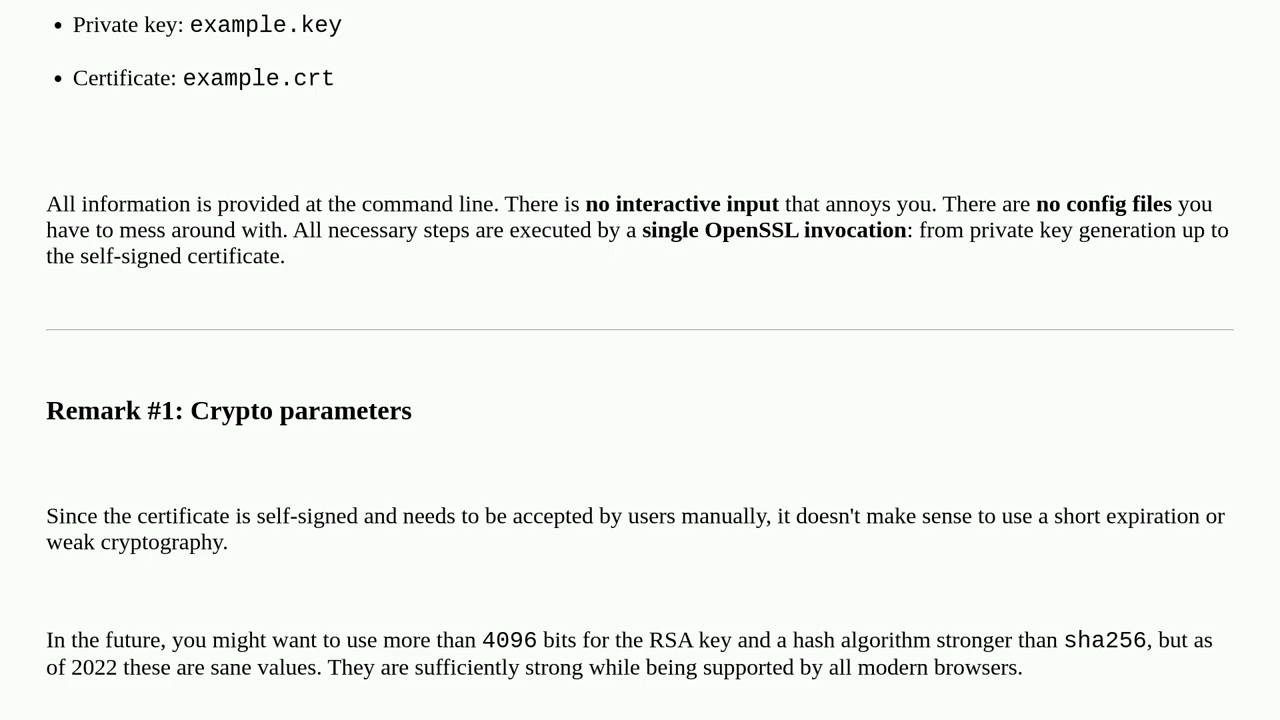 • Private key: example.key
• Certificate: example.crt
All information is provided at the command line. There is no interactive input that annoys you. There are no config files you
have to mess around with. All necessary steps are executed by a single OpenSSL invocation: from private key generation up to
the self-signed certificate.
Remark #1: Crypto parameters
Since the certificate is self-signed and needs to be accepted by users manually, it doesn't make sense to use a short expiration or
weak cryptography.
In the future, you might want to use more than 4096 bits for the RSA key and a hash algorithm stronger than sha256, but as
of 2022 these are sane values. They are sufficiently strong while being supported by all modern browsers.